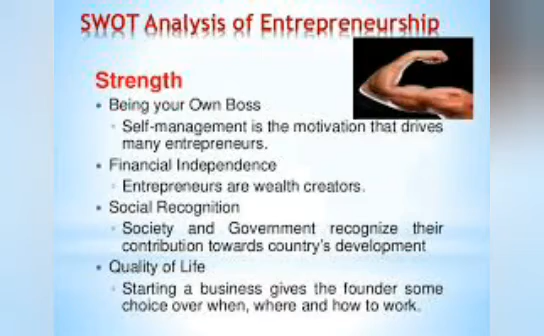 SWOT Analysis of Entrepreneurship
Strength
• Being your Own Boss
◦ Self-management is the motivation that drives
many entrepreneurs.
• Financial Independence
◦ Entrepreneurs are wealth creators.
• Social Recognition
◦ Society and Government recognize their
contribution towards country's development
• Quality of Life
◦ Starting a business gives the founder some
choice over when, where and how to work.